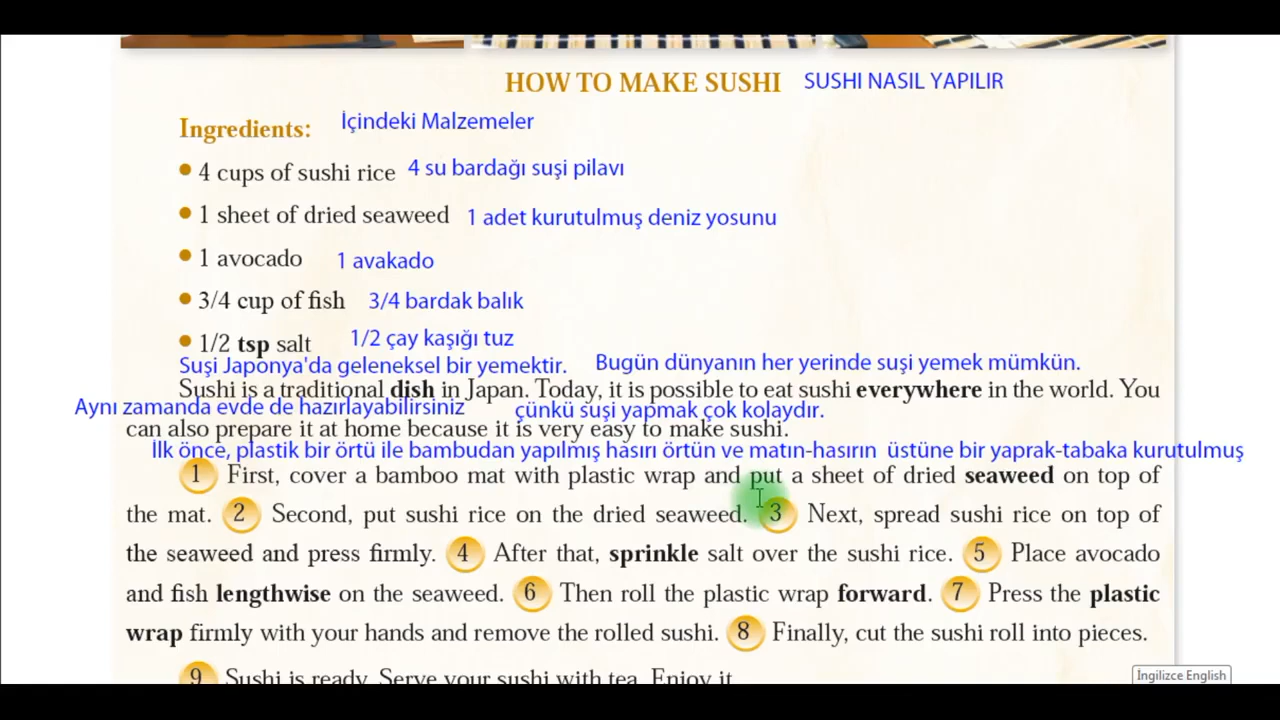 HOW TO MAKE SUSHI SUSHI NASIL YAPILIR
Ingredients: İçindeki Malzemeler
• 4 cups of sushi rice 4 su bardağı suşi pilavı
• 1 sheet of dried seaweed 1 adet kurutulmuş deniz yosunu
• 1 avocado 1 avakado
• 3/4 cup of fish 3/4 bardak balık
• 1/2 tsp salt 1/2 çay kaşığı tuz
Suşi Japonya'da geleneksel bir yemektir. Bugün dünyanın her yerinde suşi yemek mümkün.
Sushi is a traditional dish in Japan. Today, it is possible to eat sushi everywhere in the world. You
Aynı zamanda evde de hazırlayabilirsiniz çünkü suşi yapmak çok kolaydır.
can also prepare it at home because it is very easy to make sushi.
İlk önce, plastik bir örtü ile bambudan yapılmış hasırı örtün ve matın-hasırın üstüne bir yaprak-tabaka kurutulmuş
1 First, cover a bamboo mat with plastic wrap and put a sheet of dried seaweed on top of
the mat. 2 Second, put sushi rice on the dried seaweed. 3 Next, spread sushi rice on top of
the seaweed and press firmly. 4 After that, sprinkle salt over the sushi rice. 5 Place avocado
and fish lengthwise on the seaweed. 6 Then roll the plastic wrap forward. 7 Press the plastic
wrap firmly with your hands and remove the rolled sushi. 8 Finally, cut the sushi roll into pieces.
9 Sushi is ready. Serve your sushi with tea. Enjoy it
İngilizce English